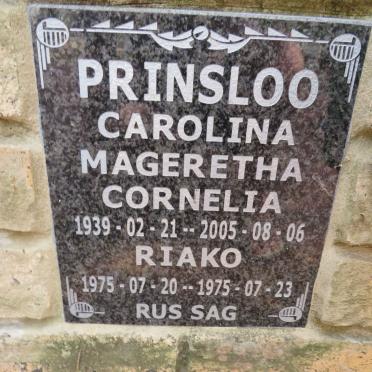 PRINSLOO
CAROLINA
MAGERETHA
CORNELIA
1939 - 02 - 21 -- 2005 - 08 - 06
RIAKO
1975 - 07 - 20 -- 1975 - 07 - 23
RUS SAG